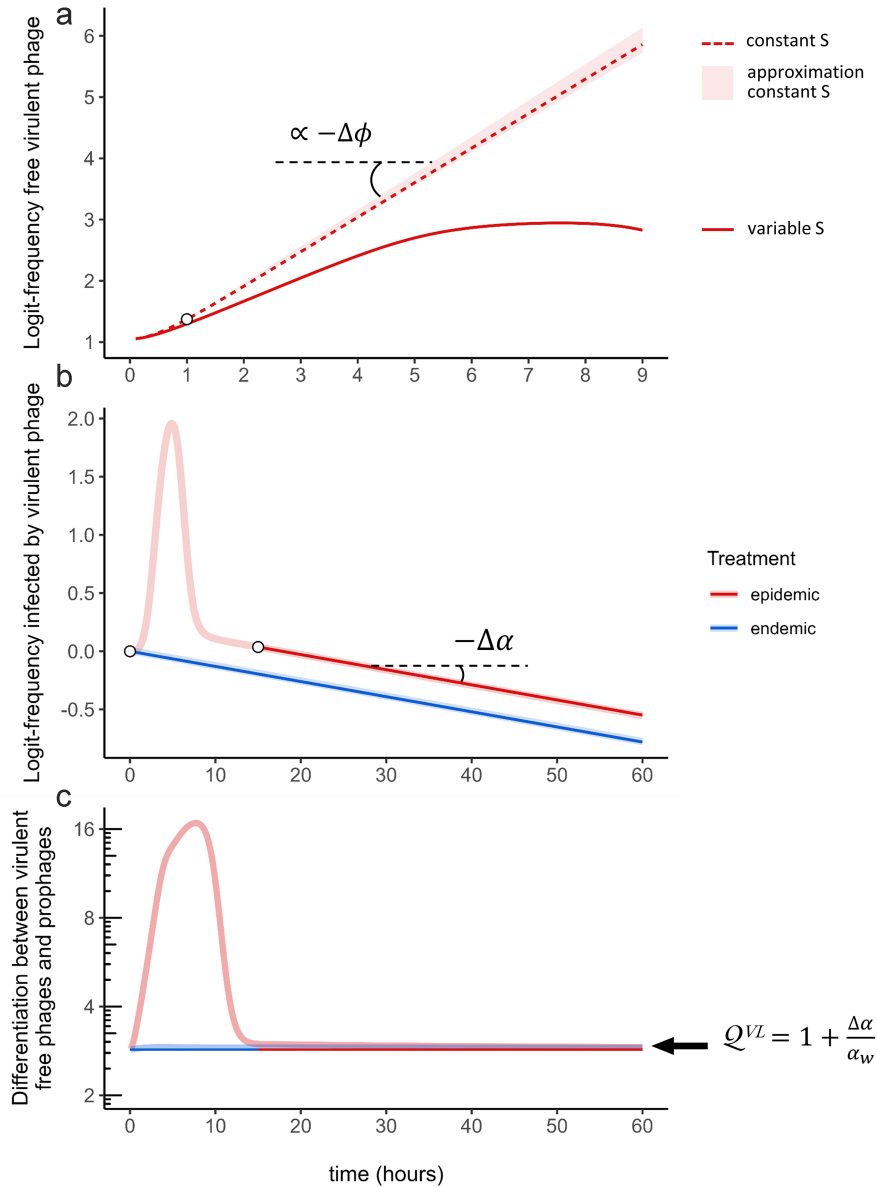 a
Logit-frequency free virulent phage
6
5
4
3
2
1
0 1 2 3 4 5 6 7 8 9
∝ −Δϕ
constant S
approximation
constant S
variable S
b
Logit-frequency infected by virulent phage
2.0
1.5
1.0
0.5
0.0
-0.5
0 10 20 30 40 50 60
−Δα
Treatment
epidemic
endemic
c
Differentiation between virulent
free phages and prophages
16
8
4
2
0 10 20 30 40 50 60
𝒬^{VL} = 1 + Δα/α_w
time (hours)